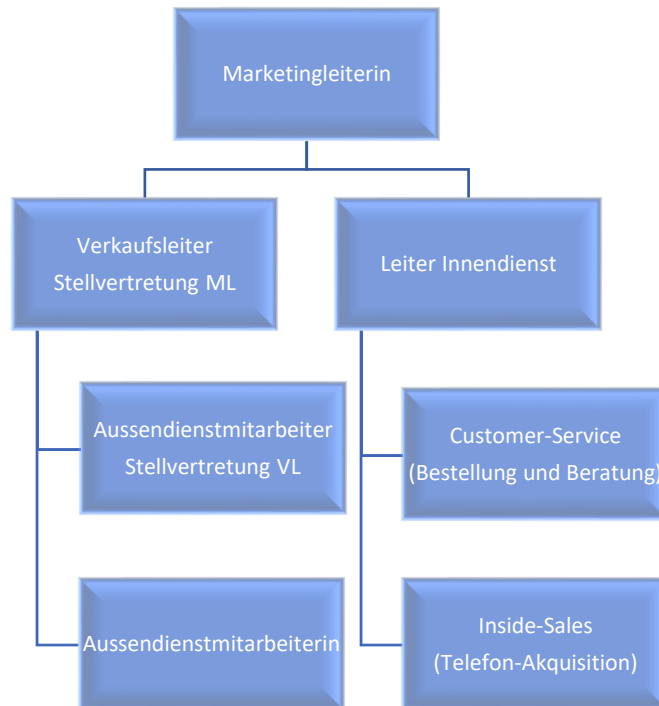 Marketingleiterin
Verkaufsleiter
Stellvertretung ML
Leiter Innendienst
Aussendienstmitarbeiter
Stellvertretung VL
Customer-Service
(Bestellung und Beratung)
Aussendienstmitarbeiterin
Inside-Sales
(Telefon-Akquisition)